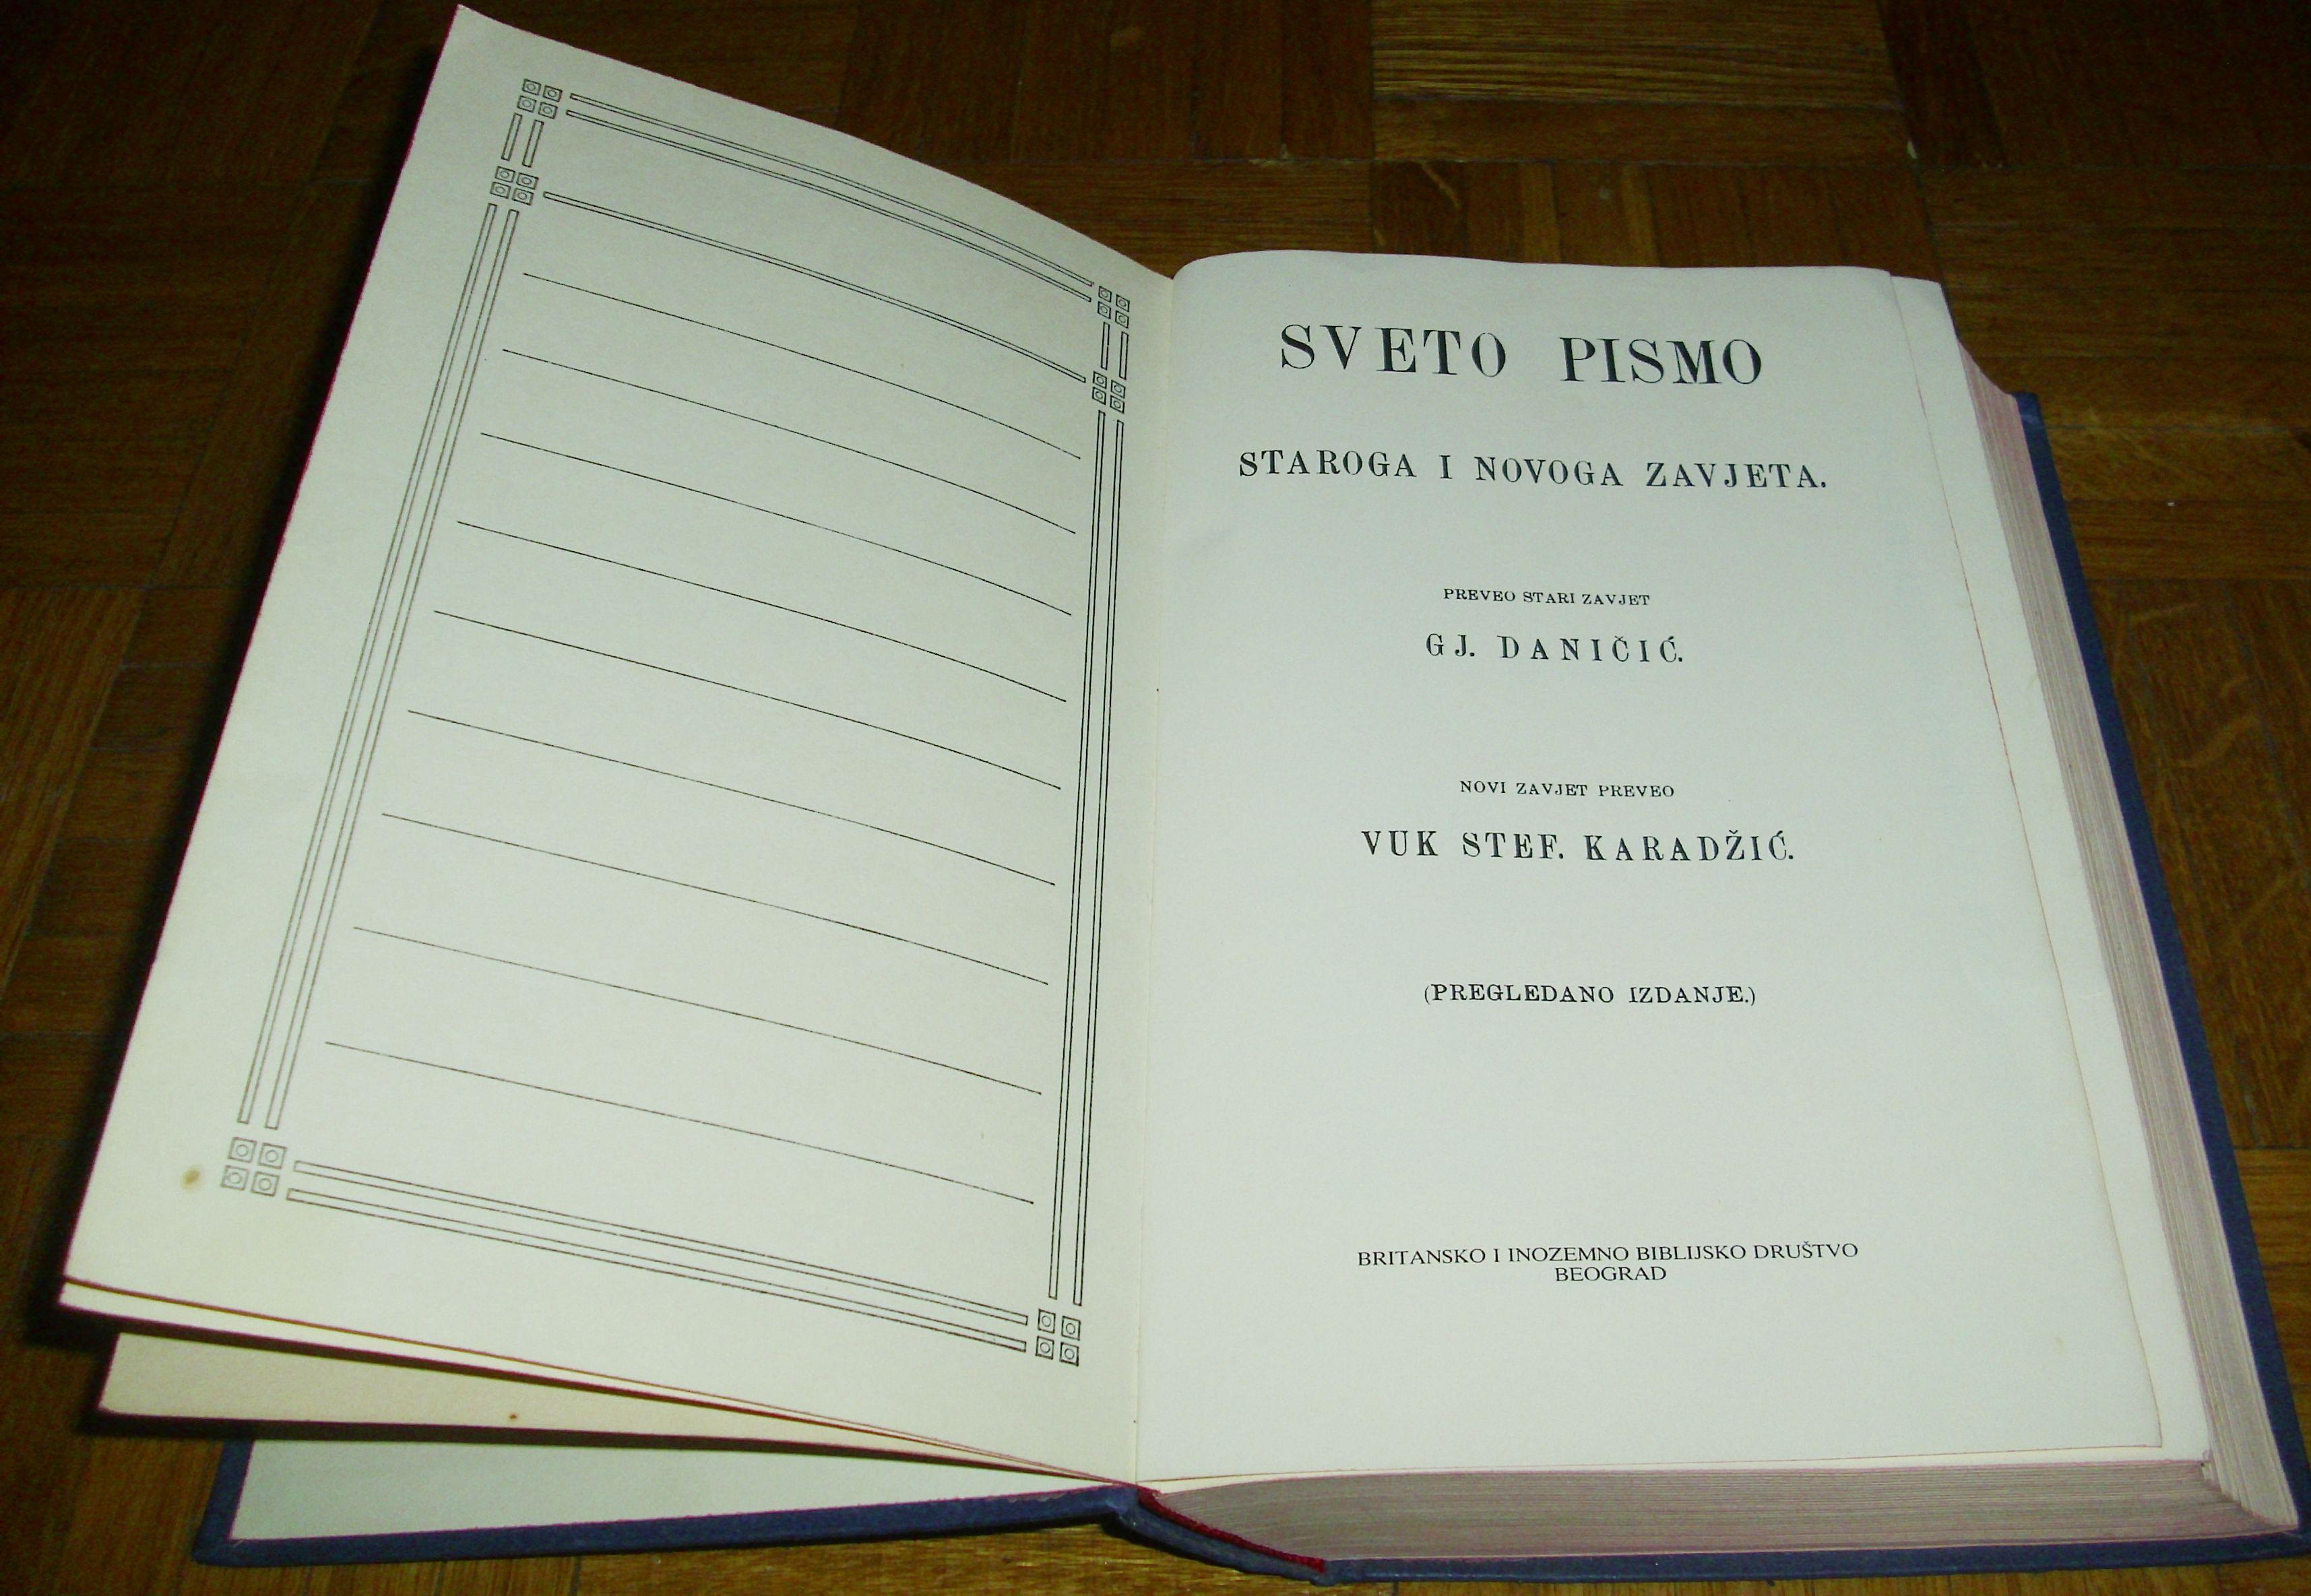 SVETO PISMO
STAROGA I NOVOGA ZAVJETA.
PREVEO STARI ZAVJET
GJ. DANIČIĆ.
NOVI ZAVJET PREVEO
VUK STEF. KARADŽIĆ.
(PREGLEDANO IZDANJE.)
BRITANSKO I INOZEMNO BIBLIJSKO DRUŠTVO
BEOGRAD